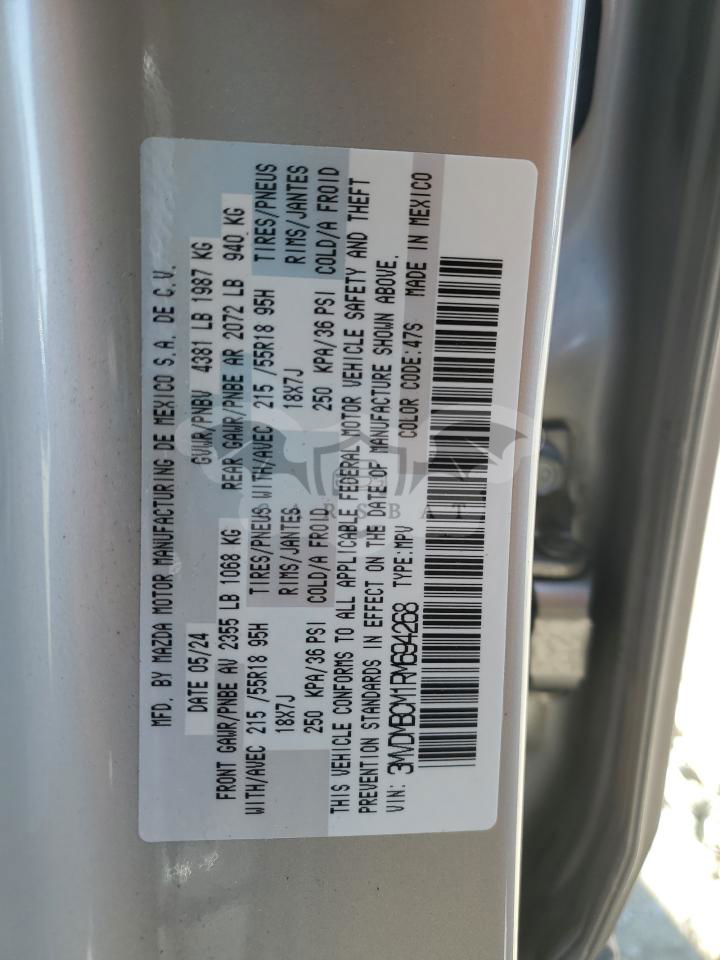 MFD. BY MAZDA MOTOR MANUFACTURING DE MEXICO S.A. DE C.V.
DATE 05/24 GVWR/PNBV 4381 LB 1987 KG
FRONT GAWR/PNBE AV 2355 LB 1068 KG REAR GAWR/PNBE AR 2072 LB 940 KG
WITH/AVEC 215 /55R18 95H TIRES/PNEUS WITH/AVEC 215 /55R18 95H TIRES/PNEUS
18X7J RIMS/JANTES 18X7J RIMS/JANTES
250 KPA/36 PSI COLD/A FROID 250 KPA/36 PSI COLD/A FROID
THIS VEHICLE CONFORMS TO ALL APPLICABLE FEDERAL MOTOR VEHICLE SAFETY AND THEFT
PREVENTION STANDARDS IN EFFECT ON THE DATE OF MANUFACTURE SHOWN ABOVE.
VIN: 3MVDMBCM1RM694268 TYPE:MPV COLOR CODE:47S MADE IN MEXICO